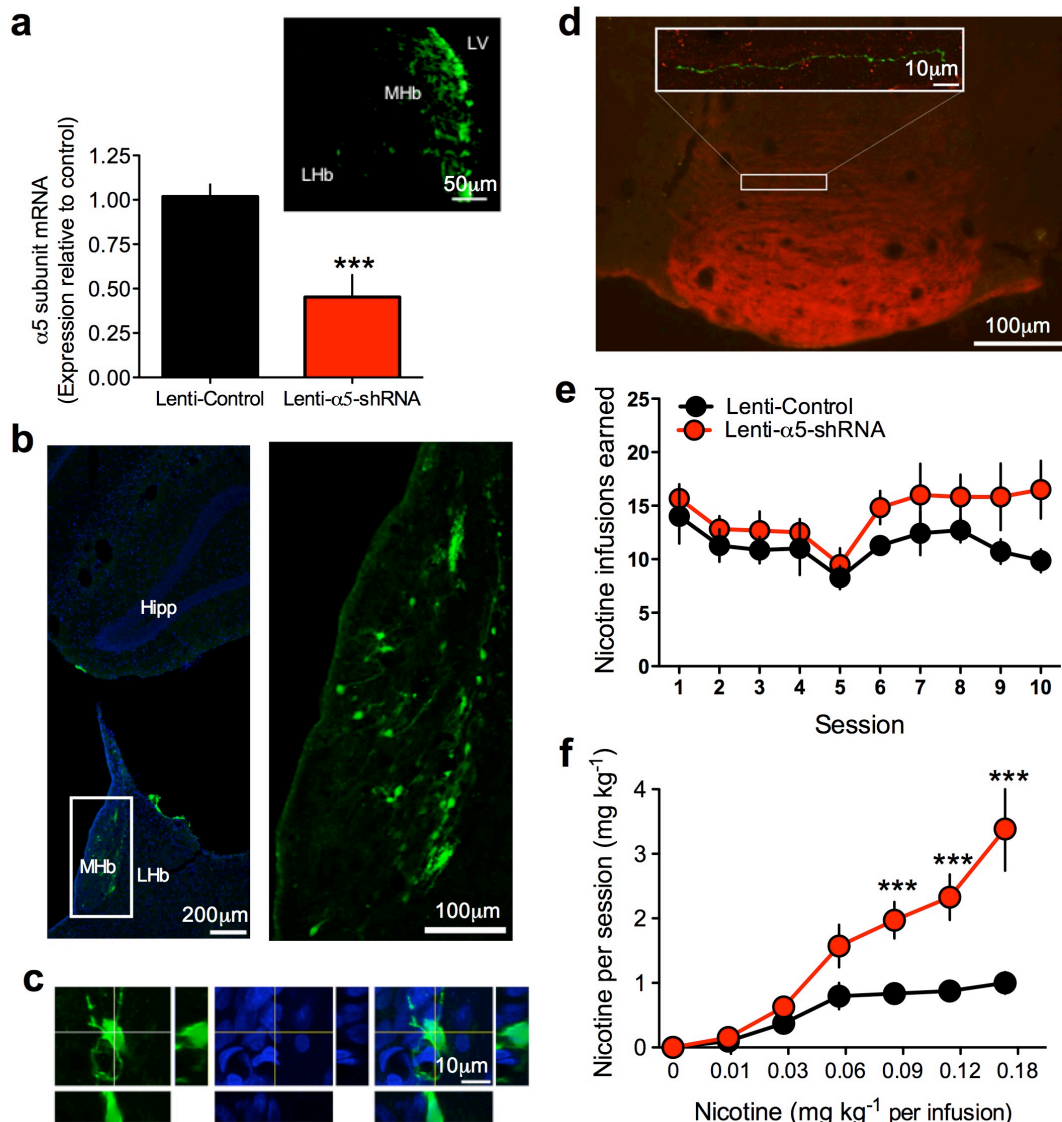 a
LV
MHb
LHb
50μm
1.25
1.00
0.75
0.50
0.25
0.00
α5 subunit mRNA
(Expression relative to control)
***
Lenti-Control
Lenti-α5-shRNA
b
Hipp
MHb
LHb
200μm
100μm
c
10μm
d
10μm
100μm
e
25
20
15
10
5
0
Nicotine infusions earned
Lenti-Control
Lenti-α5-shRNA
1 2 3 4 5 6 7 8 9 10
Session
f
4
3
2
1
0
Nicotine per session (mg kg⁻¹)
***
***
***
0 0.01 0.03 0.06 0.09 0.12 0.18
Nicotine (mg kg⁻¹ per infusion)